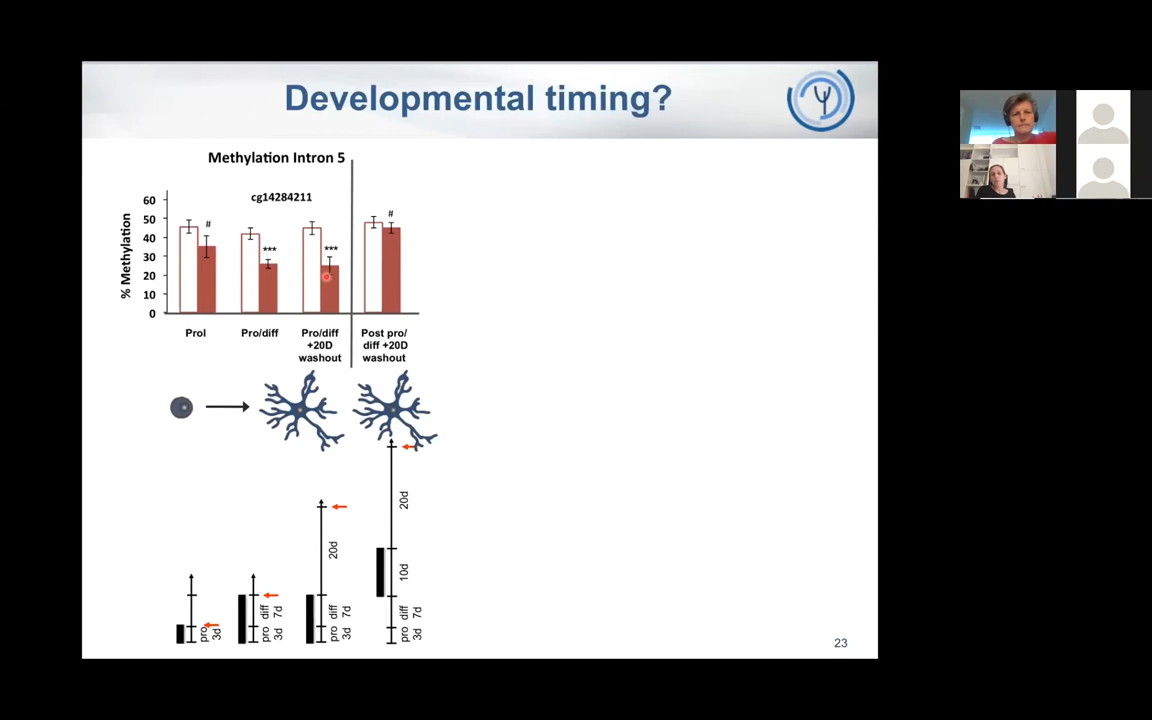 Developmental timing?
Methylation Intron 5
cg14284211
% Methylation
60
50
40
30
20
10
0
#
***
***
#
Prol
Pro/diff
Pro/diff
+20D
washout
Post pro/
diff +20D
washout
pro
3d
pro diff
3d 7d
20d
pro diff
3d 7d
20d
10d
pro diff
3d 7d
23